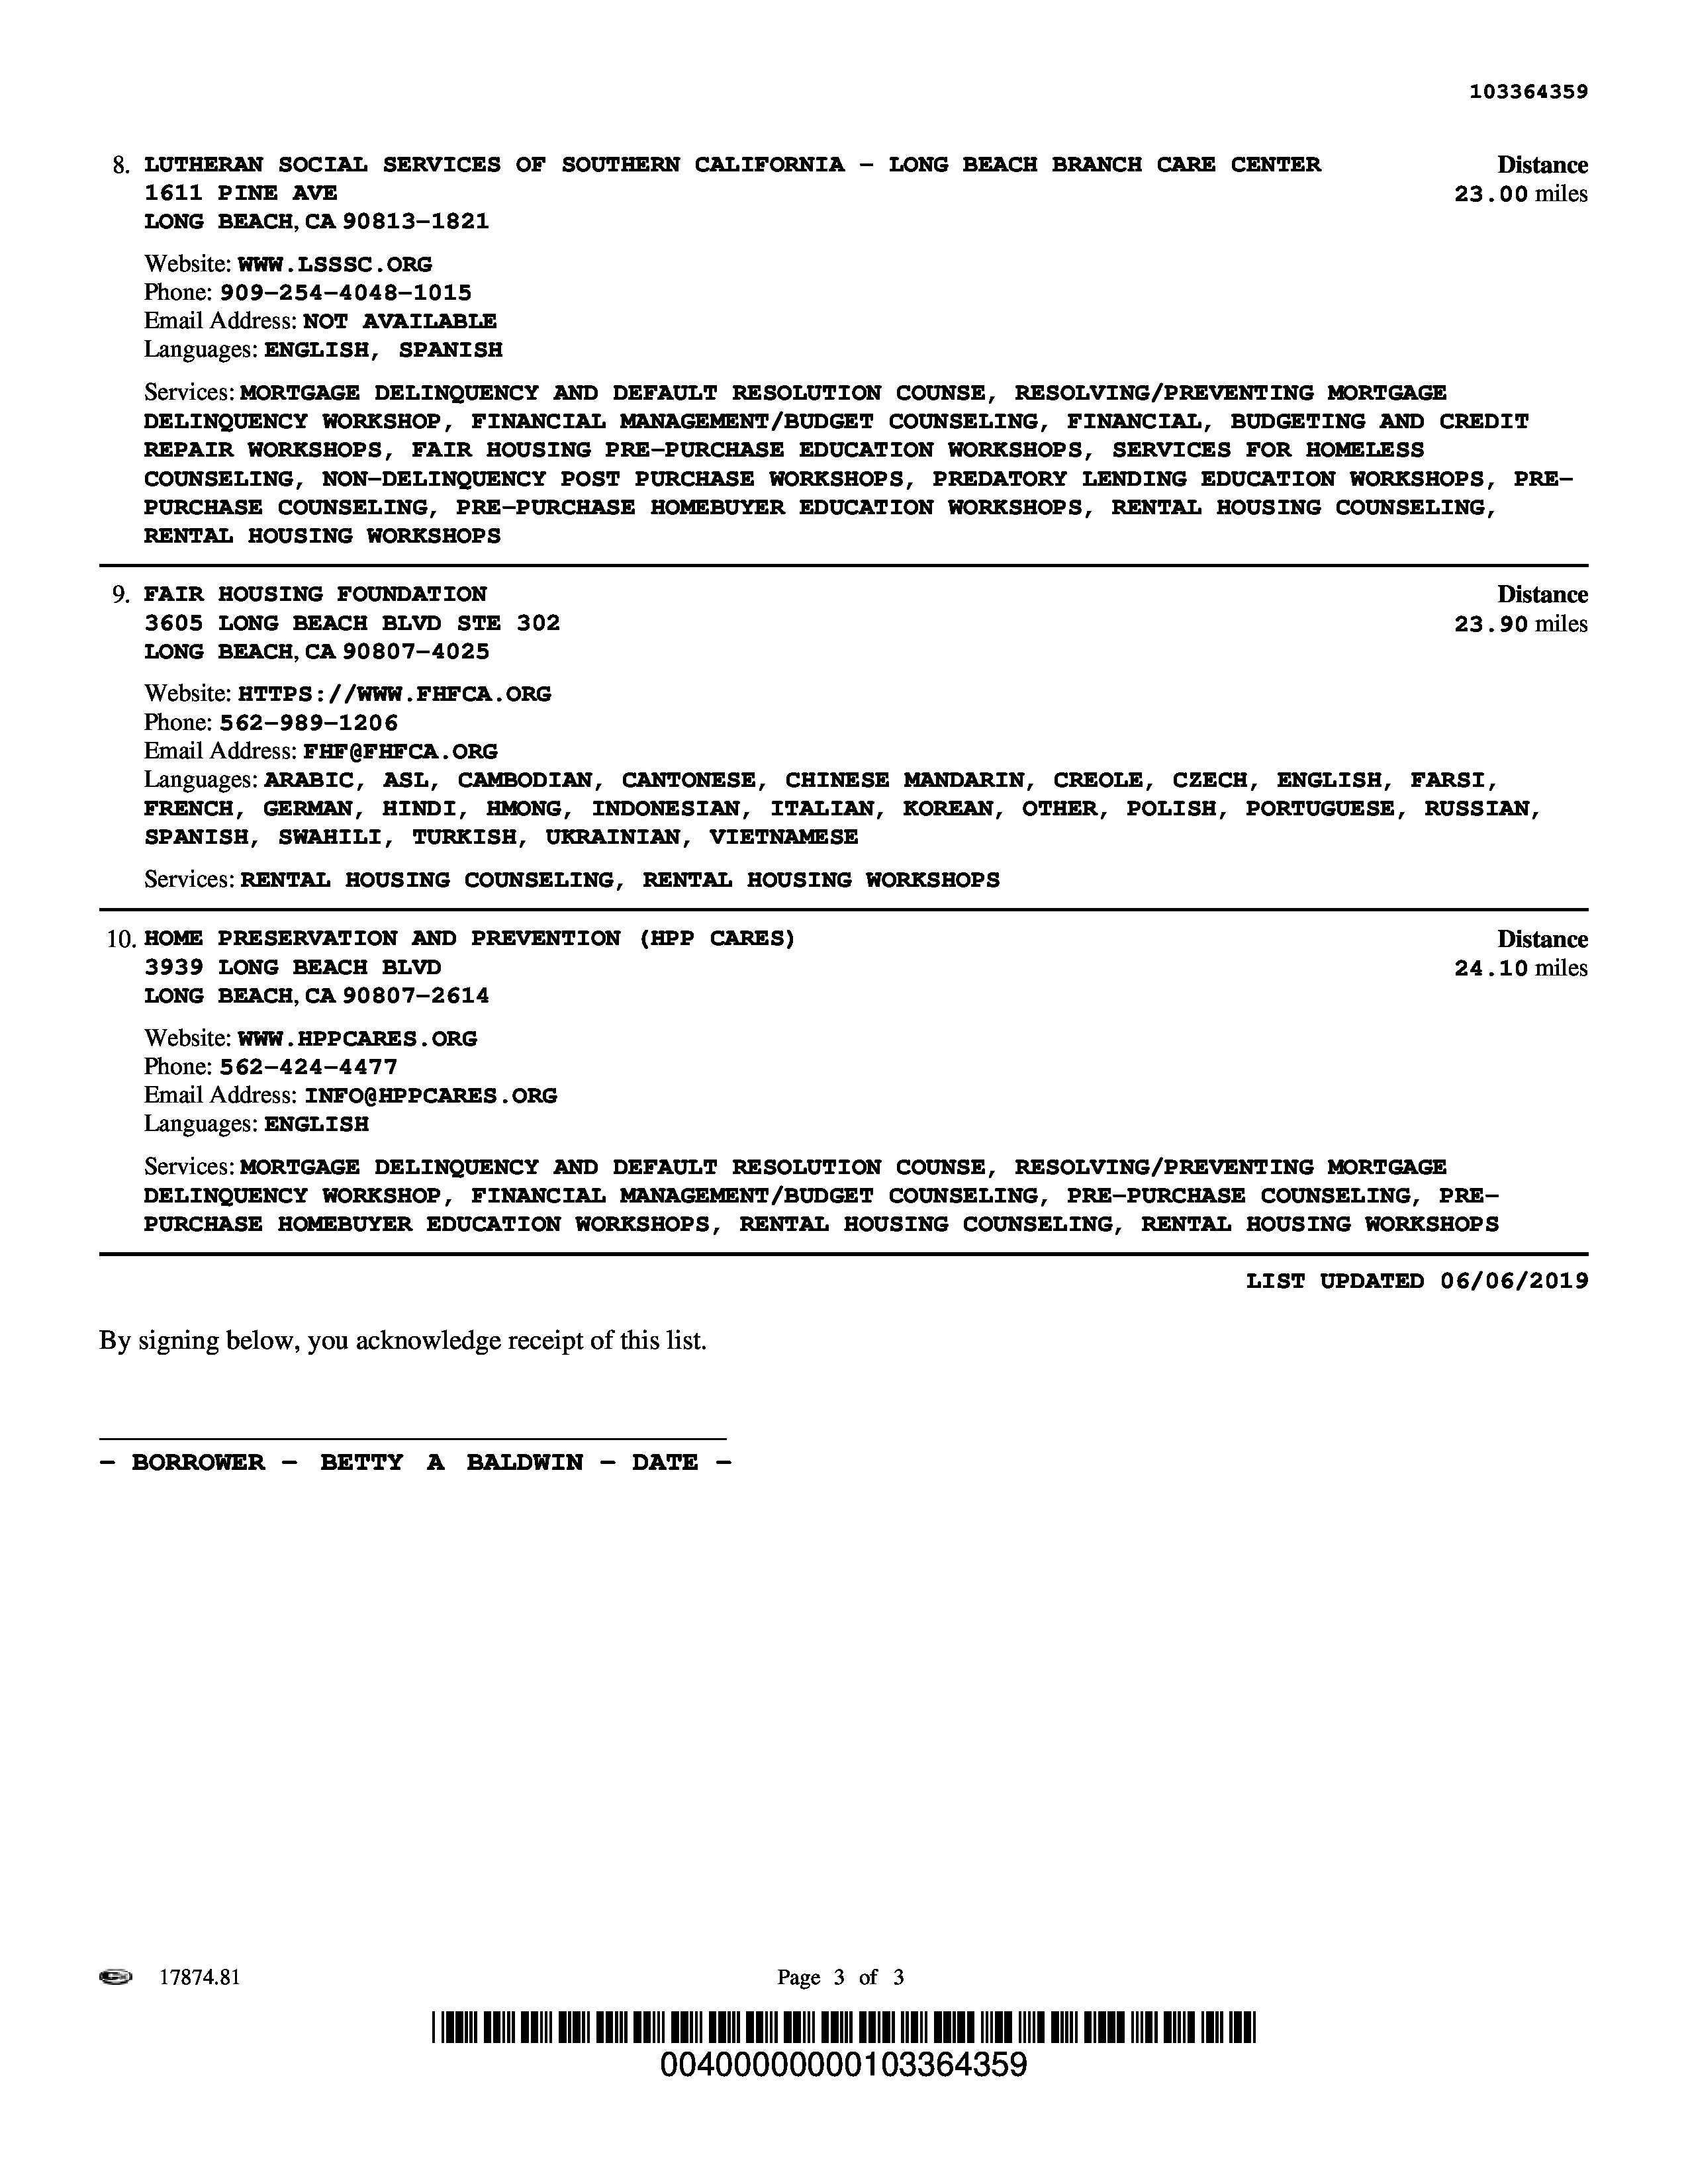 103364359
8. LUTHERAN SOCIAL SERVICES OF SOUTHERN CALIFORNIA - LONG BEACH BRANCH CARE CENTER Distance
1611 PINE AVE 23.00 miles
LONG BEACH, CA 90813-1821
Website: WWW.LSSSC.ORG
Phone: 909-254-4048-1015
Email Address: NOT AVAILABLE
Languages: ENGLISH, SPANISH
Services: MORTGAGE DELINQUENCY AND DEFAULT RESOLUTION COUNSE, RESOLVING/PREVENTING MORTGAGE
DELINQUENCY WORKSHOP, FINANCIAL MANAGEMENT/BUDGET COUNSELING, FINANCIAL, BUDGETING AND CREDIT
REPAIR WORKSHOPS, FAIR HOUSING PRE-PURCHASE EDUCATION WORKSHOPS, SERVICES FOR HOMELESS
COUNSELING, NON-DELINQUENCY POST PURCHASE WORKSHOPS, PREDATORY LENDING EDUCATION WORKSHOPS, PRE-
PURCHASE COUNSELING, PRE-PURCHASE HOMEBUYER EDUCATION WORKSHOPS, RENTAL HOUSING COUNSELING,
RENTAL HOUSING WORKSHOPS
9. FAIR HOUSING FOUNDATION Distance
3605 LONG BEACH BLVD STE 302 23.90 miles
LONG BEACH, CA 90807-4025
Website: HTTPS://WWW.FHFCA.ORG
Phone: 562-989-1206
Email Address: FHF@FHFCA.ORG
Languages: ARABIC, ASL, CAMBODIAN, CANTONESE, CHINESE MANDARIN, CREOLE, CZECH, ENGLISH, FARSI,
FRENCH, GERMAN, HINDI, HMONG, INDONESIAN, ITALIAN, KOREAN, OTHER, POLISH, PORTUGUESE, RUSSIAN,
SPANISH, SWAHILI, TURKISH, UKRAINIAN, VIETNAMESE
Services: RENTAL HOUSING COUNSELING, RENTAL HOUSING WORKSHOPS
10. HOME PRESERVATION AND PREVENTION (HPP CARES) Distance
3939 LONG BEACH BLVD 24.10 miles
LONG BEACH, CA 90807-2614
Website: WWW.HPPCARES.ORG
Phone: 562-424-4477
Email Address: INFO@HPPCARES.ORG
Languages: ENGLISH
Services: MORTGAGE DELINQUENCY AND DEFAULT RESOLUTION COUNSE, RESOLVING/PREVENTING MORTGAGE
DELINQUENCY WORKSHOP, FINANCIAL MANAGEMENT/BUDGET COUNSELING, PRE-PURCHASE COUNSELING, PRE-
PURCHASE HOMEBUYER EDUCATION WORKSHOPS, RENTAL HOUSING COUNSELING, RENTAL HOUSING WORKSHOPS
LIST UPDATED 06/06/2019
By signing below, you acknowledge receipt of this list.
- BORROWER - BETTY A BALDWIN - DATE -
17874.81 Page 3 of 3
00400000000103364359